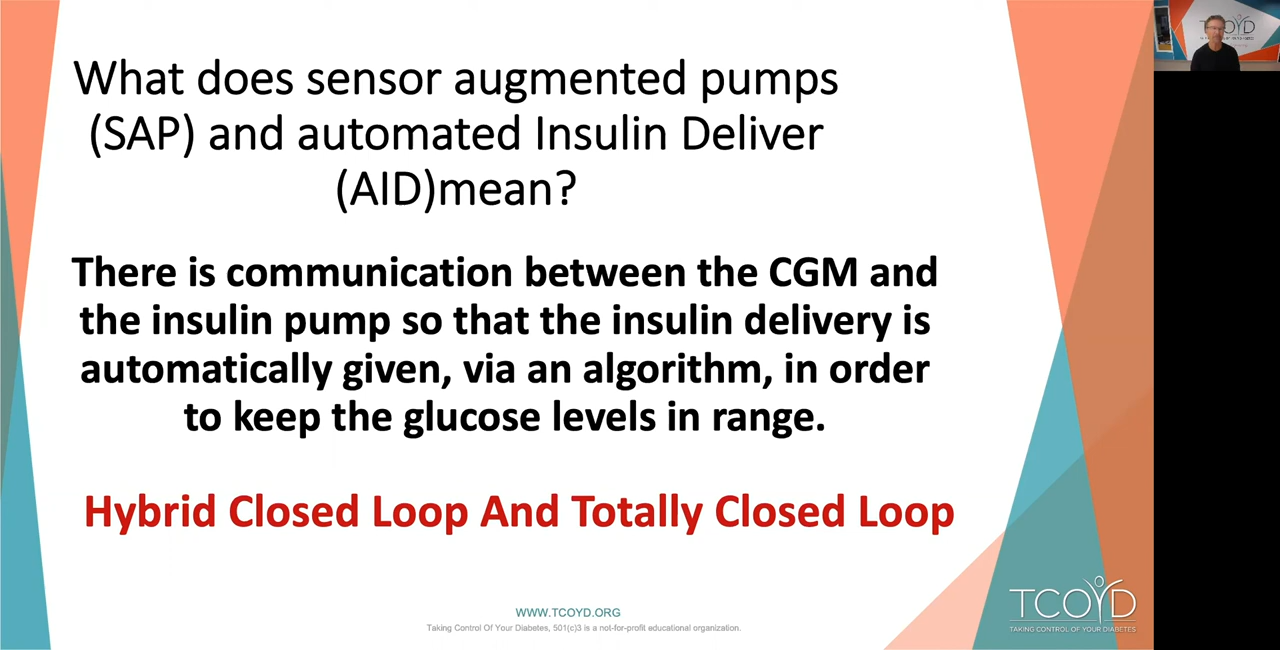 What does sensor augmented pumps
(SAP) and automated Insulin Deliver
(AID)mean?
There is communication between the CGM and
the insulin pump so that the insulin delivery is
automatically given, via an algorithm, in order
to keep the glucose levels in range.
Hybrid Closed Loop And Totally Closed Loop
WWW.TCOYD.ORG
Taking Control Of Your Diabetes, 501(c)3 is a not-for-profit educational organization.
TCOYD
TAKING CONTROL OF YOUR DIABETES